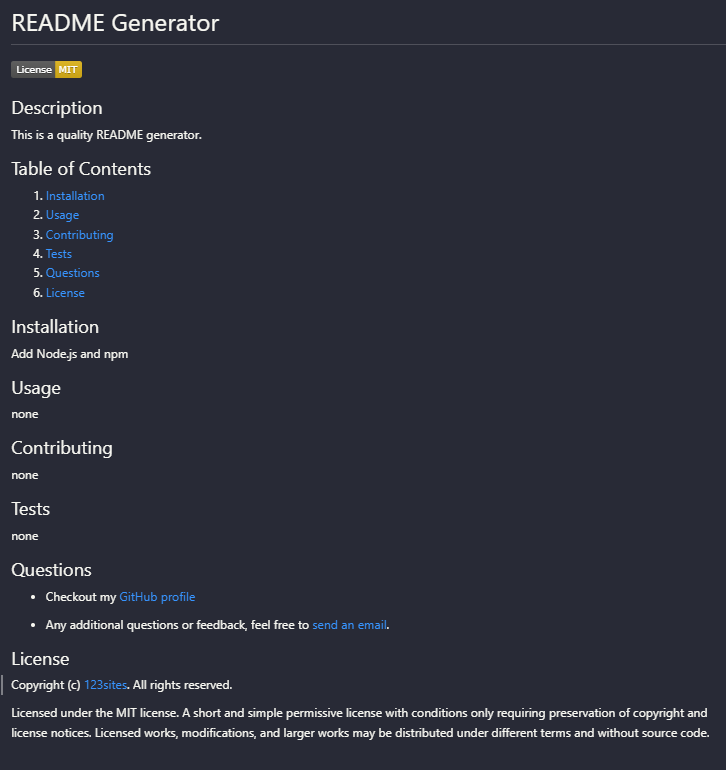 README Generator
License MIT
Description
This is a quality README generator.
Table of Contents
1. Installation
2. Usage
3. Contributing
4. Tests
5. Questions
6. License
Installation
Add Node.js and npm
Usage
none
Contributing
none
Tests
none
Questions
• Checkout my GitHub profile
• Any additional questions or feedback, feel free to send an email.
License
Copyright (c) 123sites. All rights reserved.
Licensed under the MIT license. A short and simple permissive license with conditions only requiring preservation of copyright and
license notices. Licensed works, modifications, and larger works may be distributed under different terms and without source code.